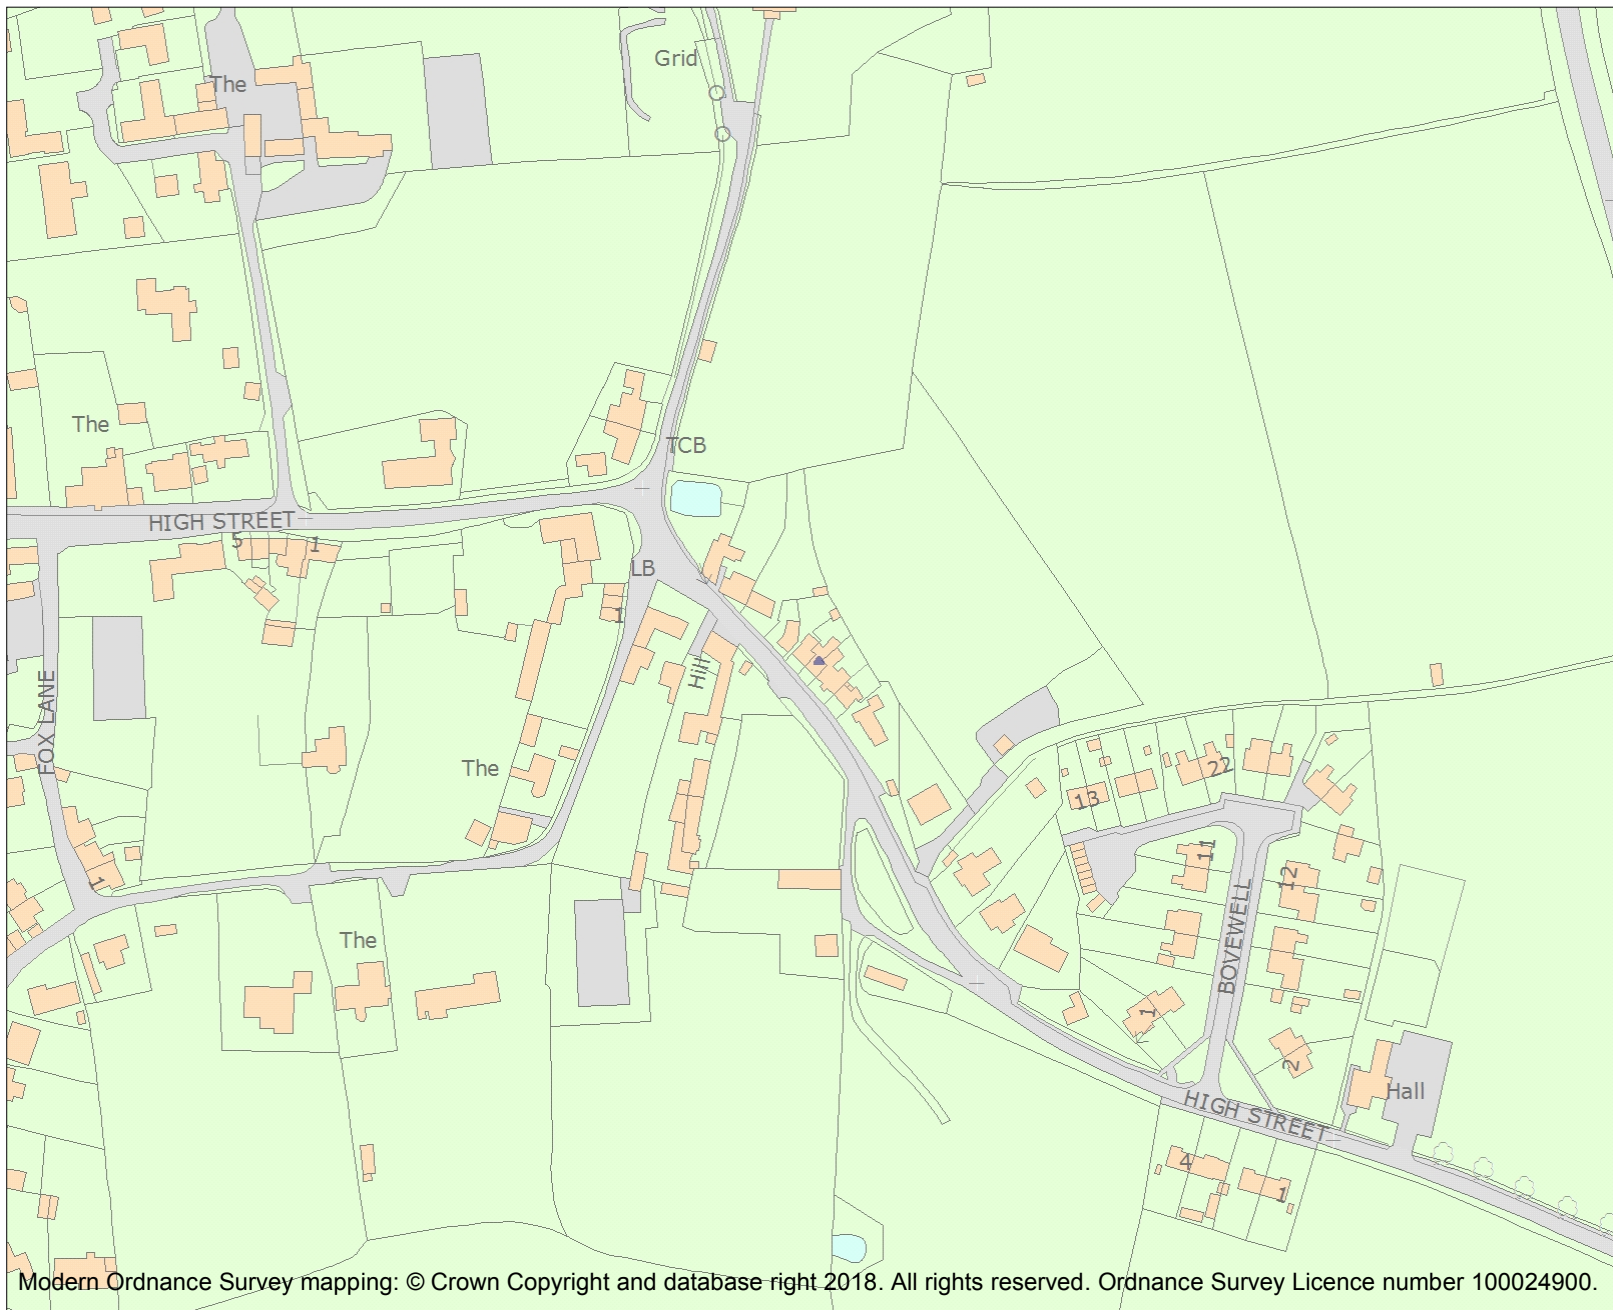 Grid
The
The
TCB
HIGH STREET
5
1
LB
1
Hill
FOX LANE
The
22
13
11
12
1
BOVEWELL
The
1
2
Hall
HIGH STREET
4
1
Modern Ordnance Survey mapping: © Crown Copyright and database right 2018. All rights reserved. Ordnance Survey Licence number 100024900.